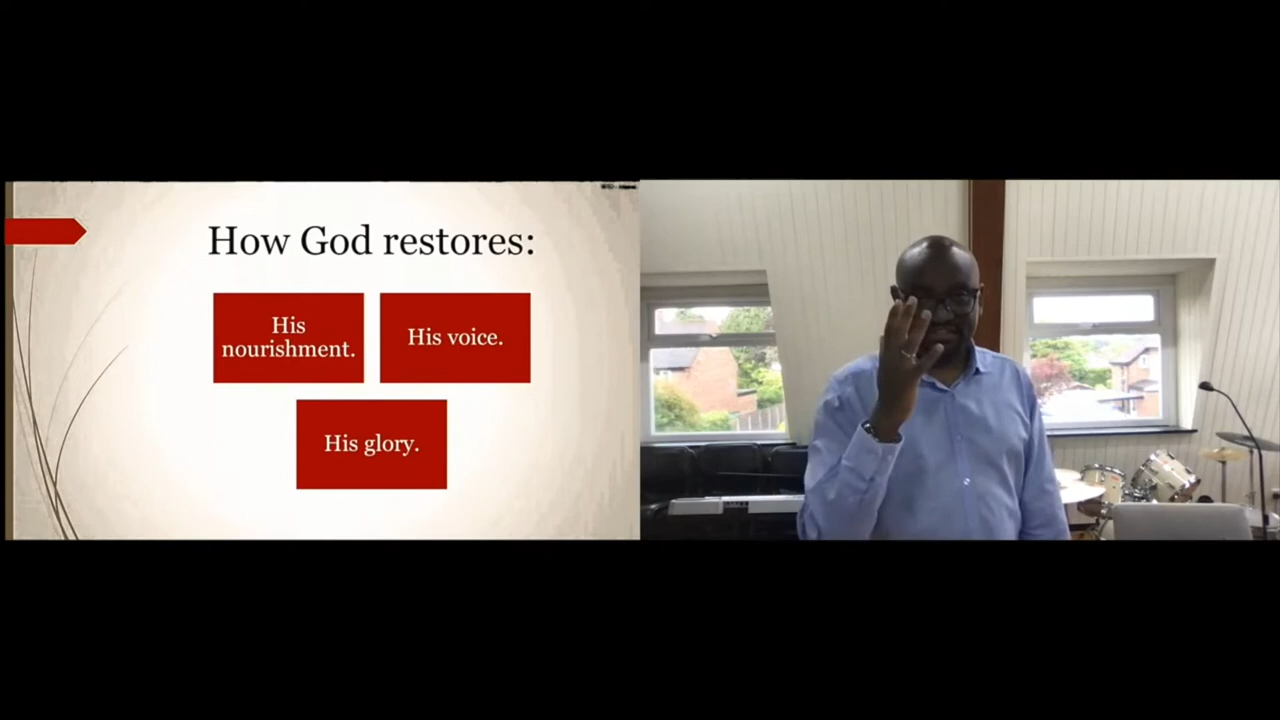 How God restores:
His
nourishment.
His voice.
His glory.